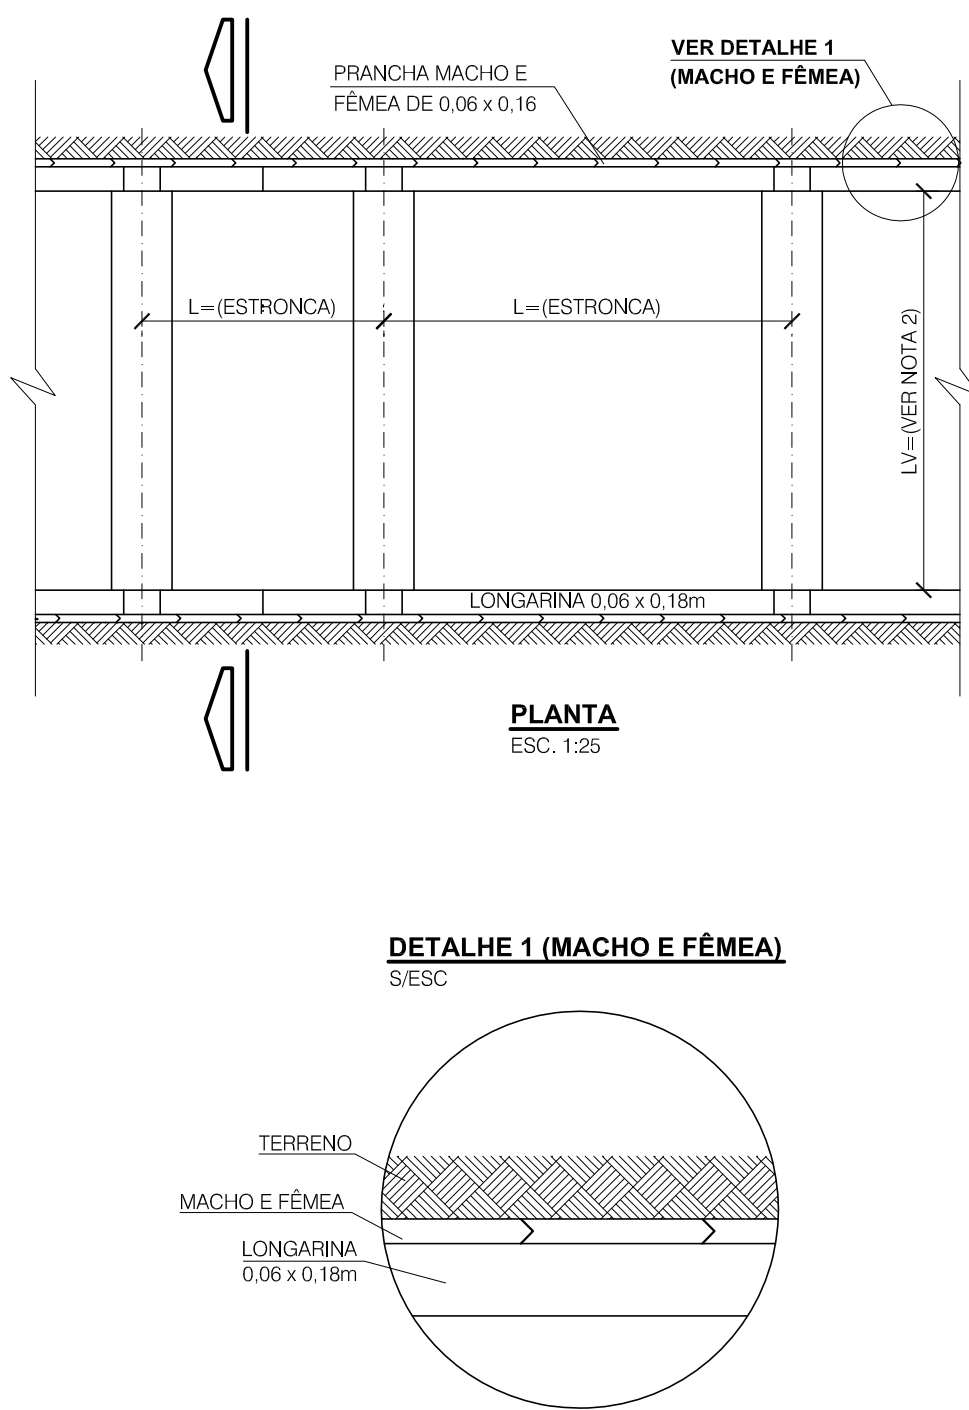 VER DETALHE 1
(MACHO E FÊMEA)
PRANCHA MACHO E
FÊMEA DE 0,06 x 0,16
L=(ESTRONCA)
L=(ESTRONCA)
LV=(VER NOTA 2)
LONGARINA 0,06 x 0,18m
PLANTA
ESC. 1:25
DETALHE 1 (MACHO E FÊMEA)
S/ESC
TERRENO
MACHO E FÊMEA
LONGARINA
0,06 x 0,18m